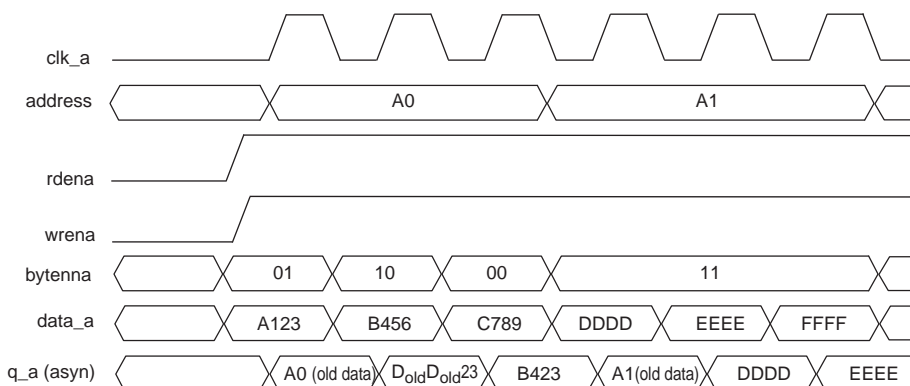 clk_a
address A0 A1
rdena
wrena
bytenna 01 10 00 11
data_a A123 B456 C789 DDDD EEEE FFFF
q_a (asyn) A0 (old data) DoldDold23 B423 A1(old data) DDDD EEEE